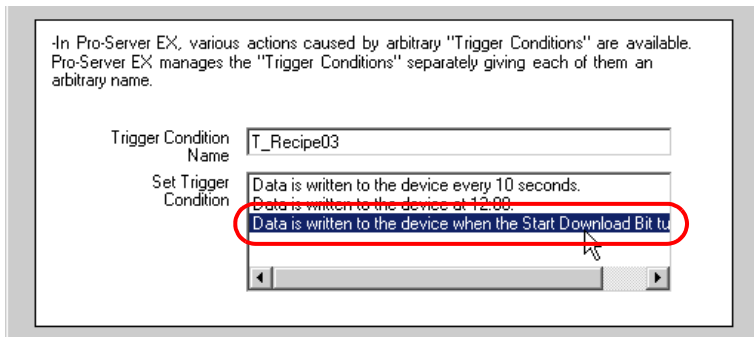 -In Pro-Server EX, various actions caused by arbitrary "Trigger Conditions" are available.
Pro-Server EX manages the "Trigger Conditions" separately giving each of them an
arbitrary name.
Trigger Condition
Name
T_Recipe03
Set Trigger
Condition
Data is written to the device every 10 seconds.
Data is written to the device at 12:00.
Data is written to the device when the Start Download Bit tu